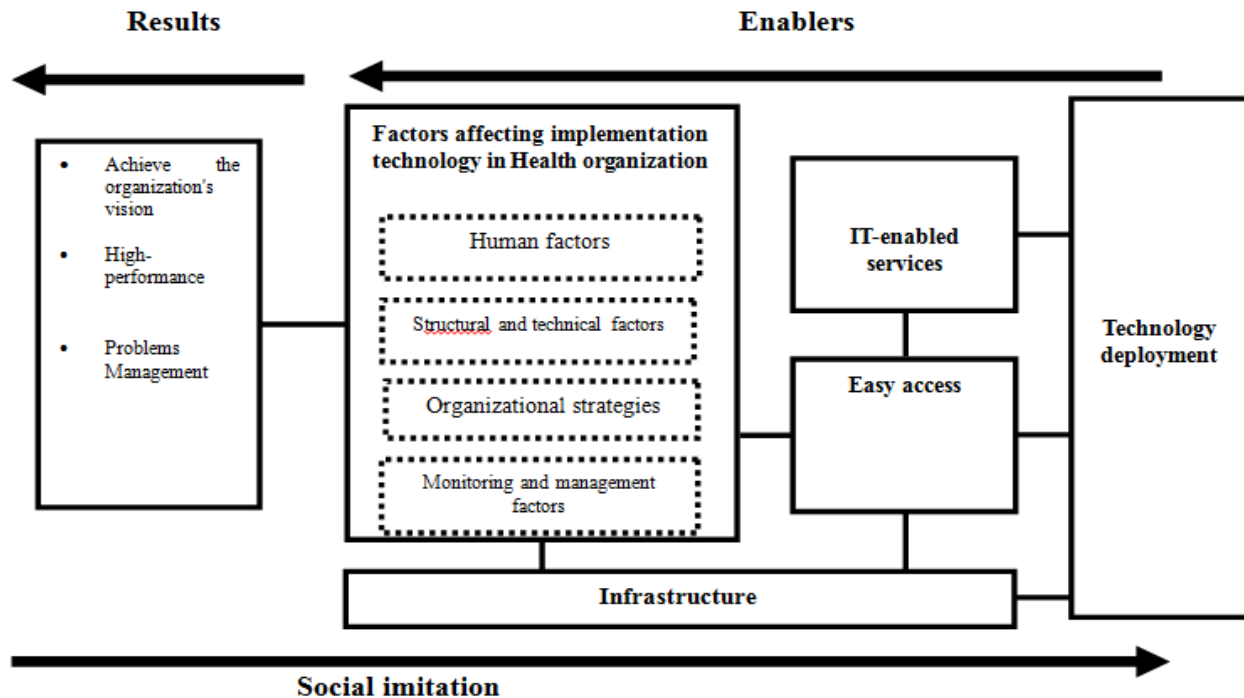 Results
Enablers
Achieve the
organization's
vision
High-
performance
Problems
Management
Factors affecting implementation
technology in Health organization
Human factors
Structural and technical factors
Organizational strategies
Monitoring and management
factors
IT-enabled
services
Easy access
Technology
deployment
Infrastructure
Social imitation